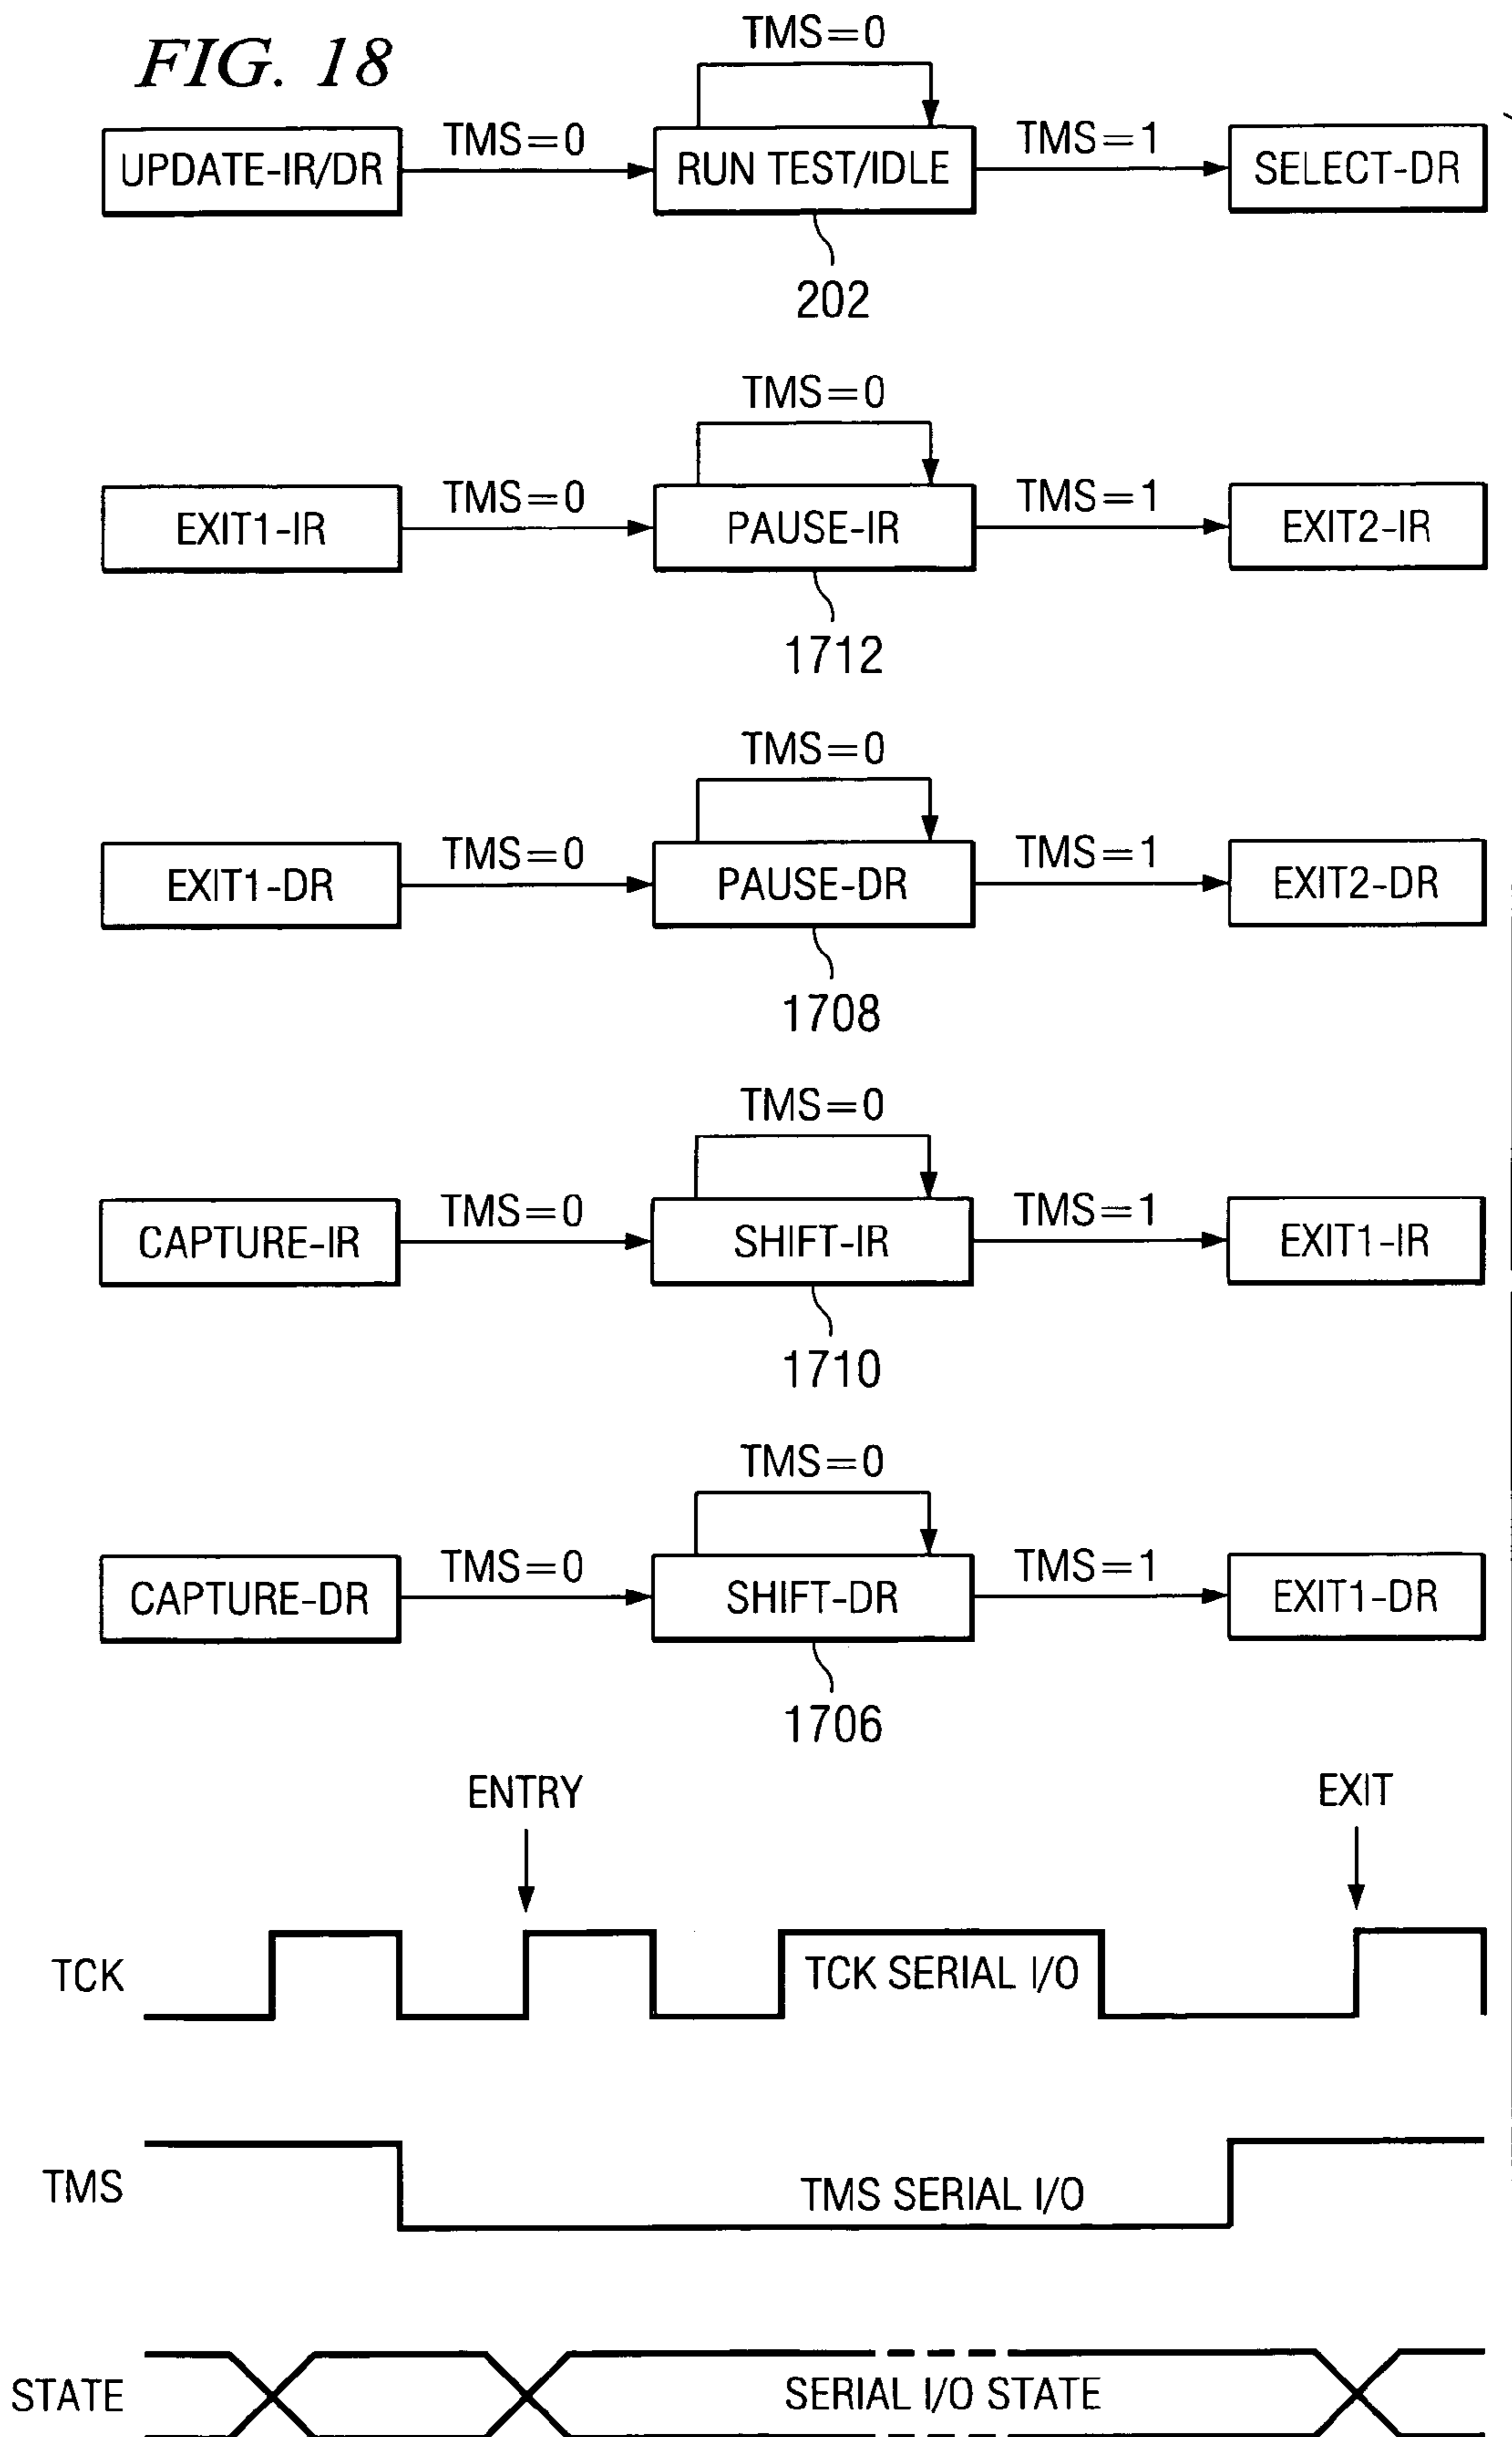 FIG. 18
TMS=0
UPDATE-IR/DR TMS=0 RUN TEST/IDLE TMS=1 SELECT-DR
202
TMS=0
EXIT1-IR TMS=0 PAUSE-IR TMS=1 EXIT2-IR
1712
TMS=0
EXIT1-DR TMS=0 PAUSE-DR TMS=1 EXIT2-DR
1708
TMS=0
CAPTURE-IR TMS=0 SHIFT-IR TMS=1 EXIT1-IR
1710
TMS=0
CAPTURE-DR TMS=0 SHIFT-DR TMS=1 EXIT1-DR
1706
ENTRY EXIT
TCK TCK SERIAL I/O
TMS TMS SERIAL I/O
STATE SERIAL I/O STATE